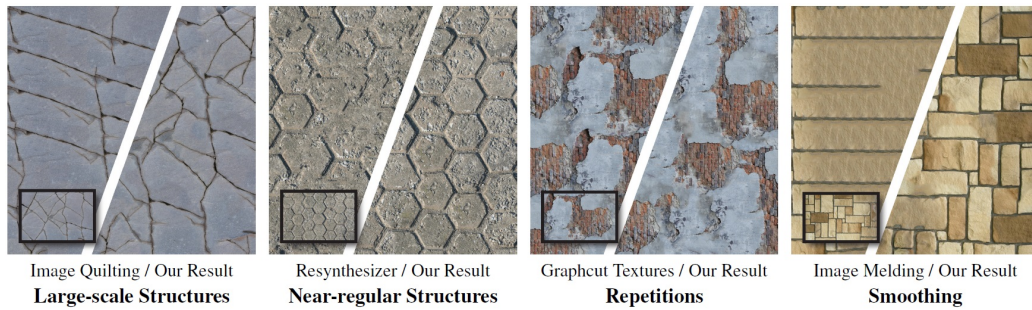 Image Quilting / Our Result
Large-scale Structures
Resynthesizer / Our Result
Near-regular Structures
Graphcut Textures / Our Result
Repetitions
Image Melding / Our Result
Smoothing